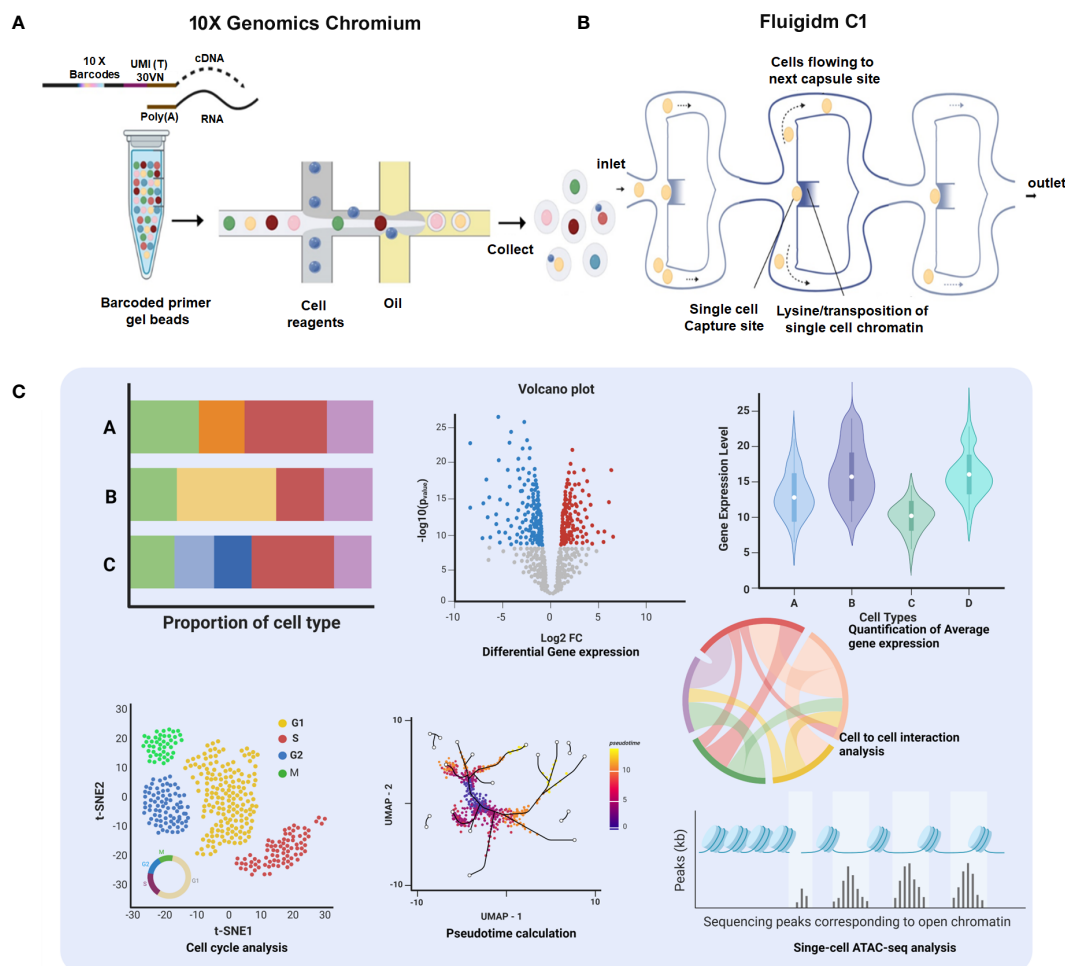 A
10X Genomics Chromium
10 X
Barcodes
UMI (T)
30VN
cDNA
Poly(A)
RNA
Barcoded primer
gel beads
Cell
reagents
Oil
Collect
B
Fluigidm C1
Cells flowing to
next capsule site
inlet
outlet
Single cell
Capture site
Lysine/transposition of
single cell chromatin
C
A
B
C
Proportion of cell type
Volcano plot
-log10(pvalue)
25
20
15
10
5
0
-10
-5
0
5
10
Log2 FC
Differential Gene expression
Gene Expression Level
25
20
15
10
5
0
A
B
C
D
Cell Types
Quantification of Average
gene expression
t-SNE2
30
20
10
0
-10
-20
-30
-30
-20
-10
0
10
20
30
G1
S
G2
M
M
G2
S
G1
t-SNE1
Cell cycle analysis
UMAP - 2
10
-10
-10
0
10
pseudotime
10
5
0
UMAP - 1
Pseudotime calculation
Cell to cell interaction
analysis
Peaks (kb)
Sequencing peaks corresponding to open chromatin
Singe-cell ATAC-seq analysis